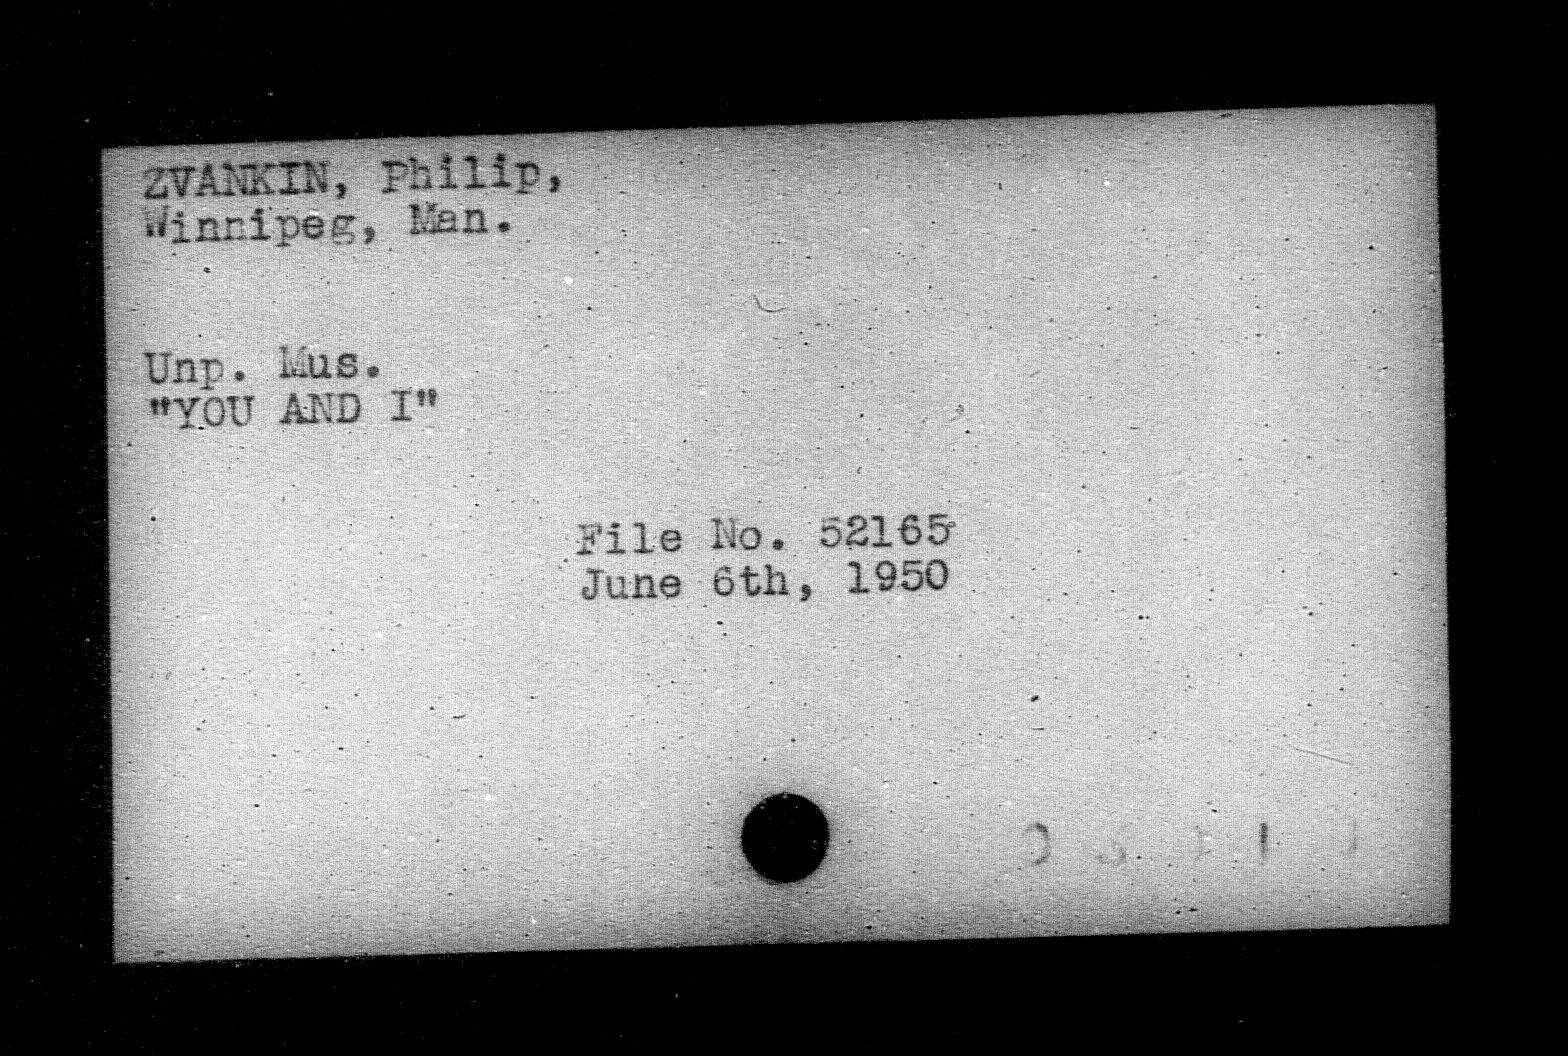 ZVANKIN, Philip,
Winnipeg, Man.
Unp. Mus.
"YOU AND I"
File No. 52165
June 6th, 1950